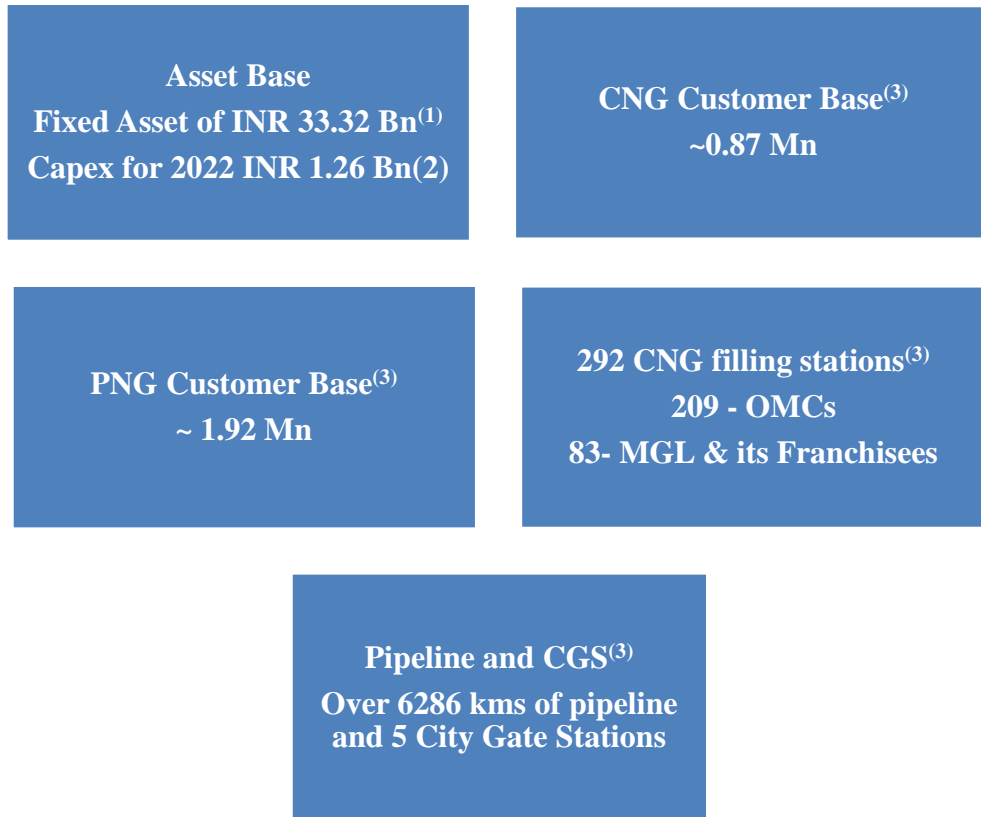 Asset Base
Fixed Asset of INR 33.32 Bn(1)
Capex for 2022 INR 1.26 Bn(2)
CNG Customer Base(3)
~0.87 Mn
PNG Customer Base(3)
~ 1.92 Mn
292 CNG filling stations(3)
209 - OMCs
83- MGL & its Franchisees
Pipeline and CGS(3)
Over 6286 kms of pipeline
and 5 City Gate Stations